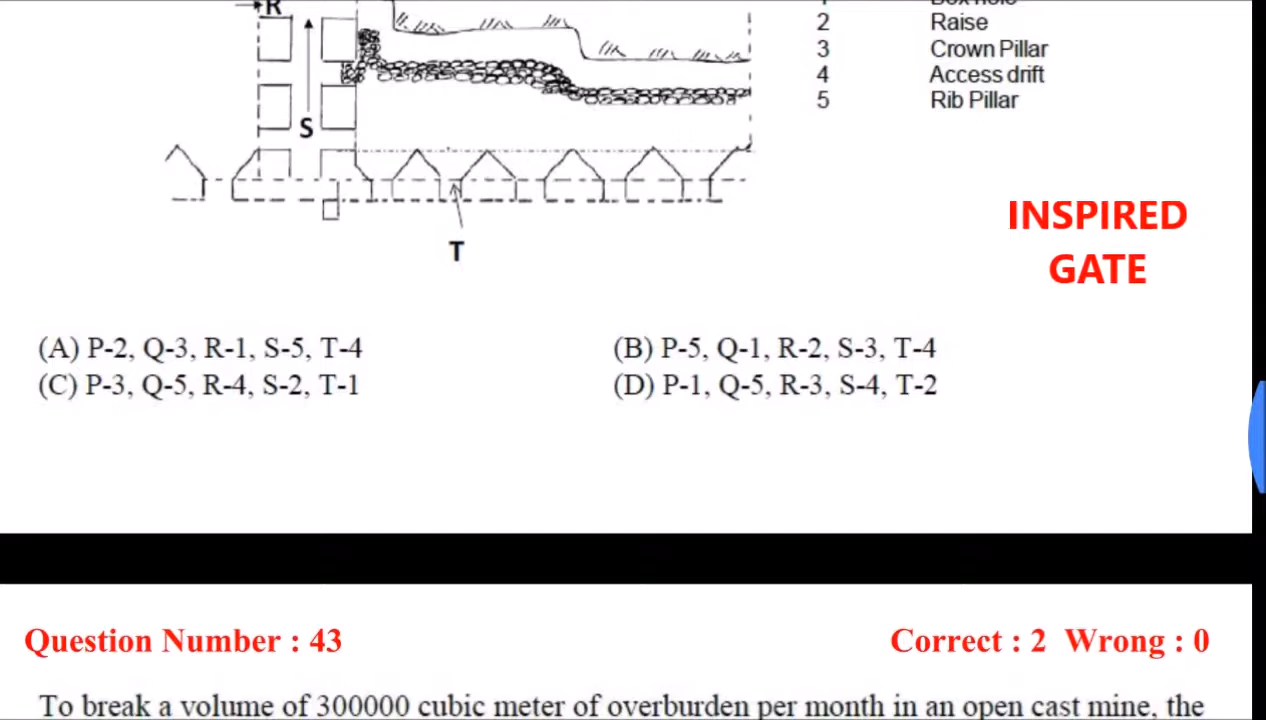 R
1 Box hole
2 Raise
3 Crown Pillar
4 Access drift
5 Rib Pillar
S
T
INSPIRED
GATE
(A) P-2, Q-3, R-1, S-5, T-4
(B) P-5, Q-1, R-2, S-3, T-4
(C) P-3, Q-5, R-4, S-2, T-1
(D) P-1, Q-5, R-3, S-4, T-2
Question Number : 43
Correct : 2 Wrong : 0
To break a volume of 300000 cubic meter of overburden per month in an open cast mine, the